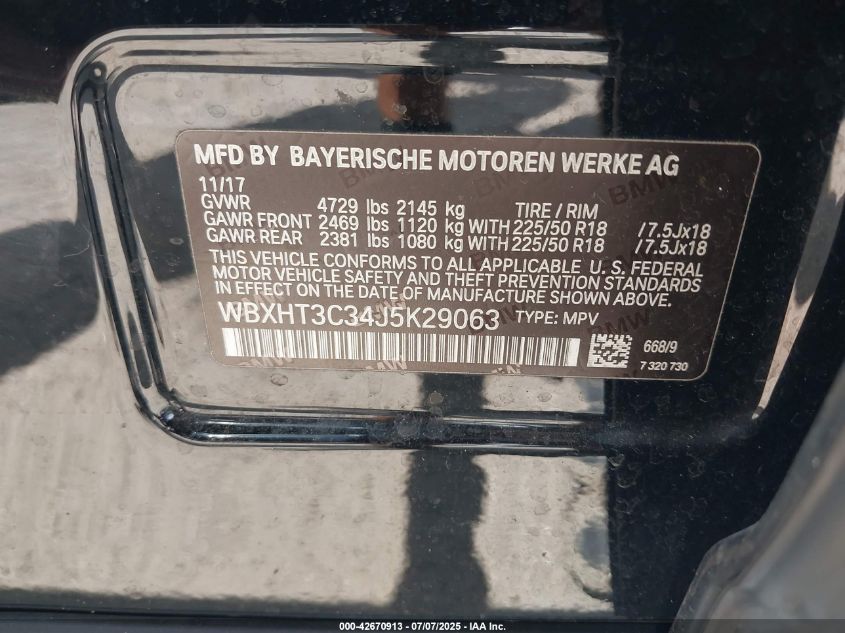 MFD BY BAYERISCHE MOTOREN WERKE AG
11/17
GVWR 4729 lbs 2145 kg TIRE / RIM
GAWR FRONT 2469 lbs 1120 kg WITH 225/50 R18 / 7.5Jx18
GAWR REAR 2381 lbs 1080 kg WITH 225/50 R18 / 7.5Jx18
THIS VEHICLE CONFORMS TO ALL APPLICABLE U. S. FEDERAL
MOTOR VEHICLE SAFETY AND THEFT PREVENTION STANDARDS
IN EFFECT ON THE DATE OF MANUFACTURE SHOWN ABOVE.
WBXHT3C34J5K29063 TYPE: MPV
668/9
7 320 730
000-42670913 / 07/07/2025 - IAA Inc.